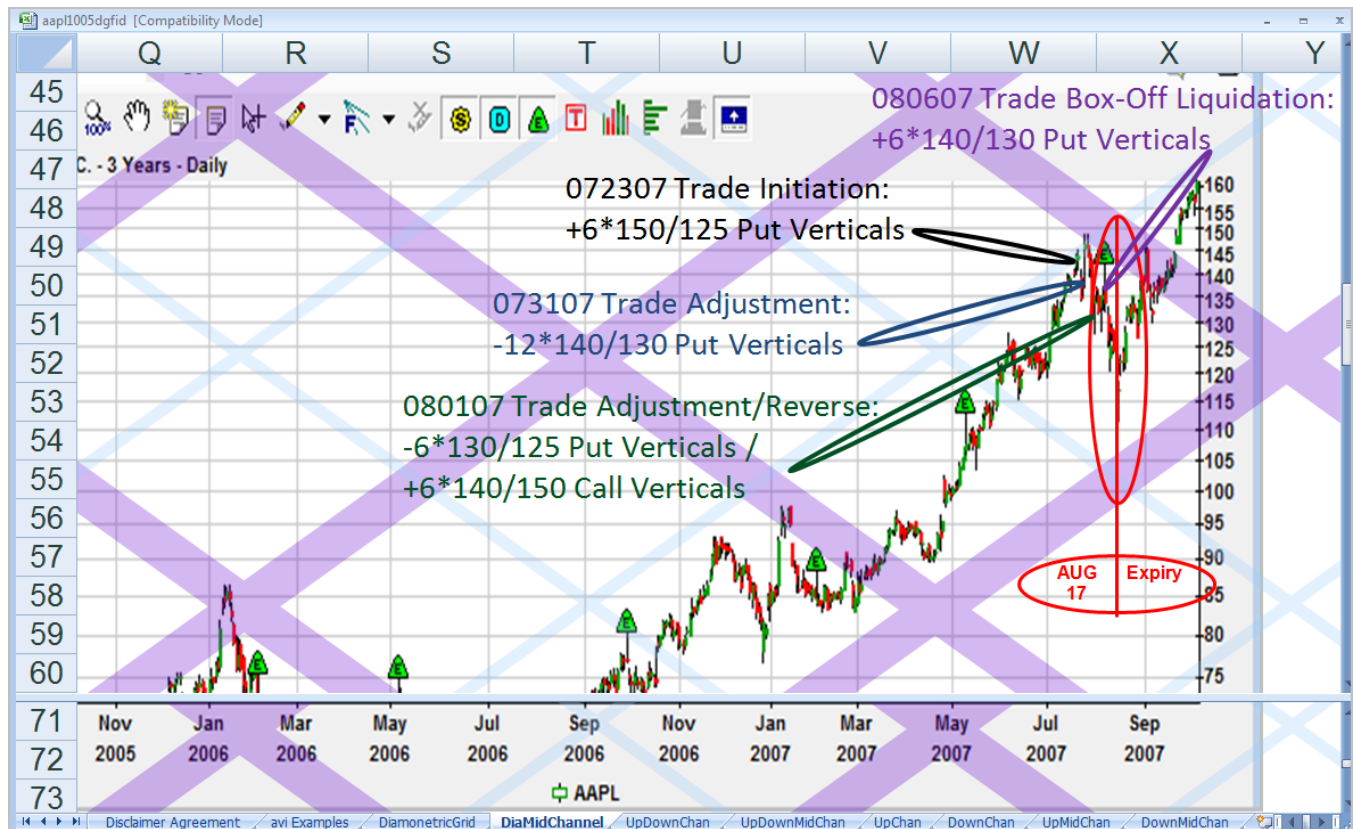 aapl1005dgfid [Compatibility Mode]
Q R S T U V W X Y
45
46
100%
F
S D E T
080607 Trade Box-Off Liquidation:
+6*140/130 Put Verticals
47
C. - 3 Years - Daily
072307 Trade Initiation:
+6*150/125 Put Verticals
160
48
155
150
49
145
E
140
50
073107 Trade Adjustment:
-12*140/130 Put Verticals
135
51
130
125
52
120
53
080107 Trade Adjustment/Reverse:
-6*130/125 Put Verticals /
+6*140/150 Call Verticals
E
115
54
110
105
55
100
56
95
57
90
E
AUG Expiry
17
58
85
59
E
80
60
E E
75
71
Nov Jan Mar May Jul Sep Nov Jan Mar May Jul Sep
72
2005 2006 2006 2006 2006 2006 2006 2007 2007 2007 2007 2007
73
AAPL
Disclaimer Agreement avi Examples DiamonetricGrid DiaMidChannel UpDownChan UpDownMidChan UpChan DownChan UpMidChan DownMidChan